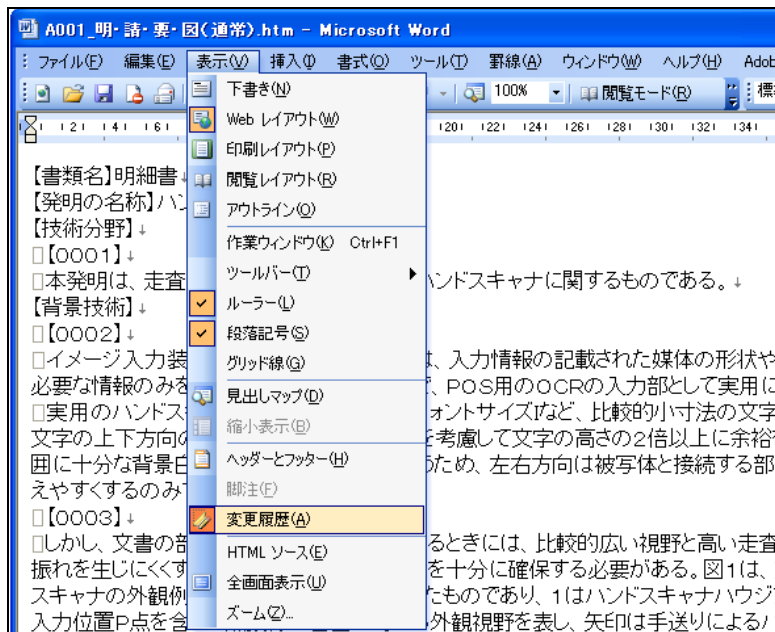 A001_明・請・要・図(通常).htm - Microsoft Word
ファイル(F) 編集(E) 表示(V) 挿入(I) 書式(O) ツール(T) 罫線(A) ウィンドウ(W) ヘルプ(H) Adob
100% 閲覧モード(R) 標
121 141 161 1201 1221 1241 1261 1281 1301 1321 1341
下書き(N)
Web レイアウト(W)
印刷レイアウト(P)
閲覧レイアウト(R)
アウトライン(O)
作業ウィンドウ(K) Ctrl+F1
ツールバー(T)
ルーラー(L)
段落記号(S)
グリッド線(G)
見出しマップ(D)
縮小表示(B)
ヘッダーとフッター(H)
脚注(F)
変更履歴(A)
HTML ソース(E)
全画面表示(U)
ズーム(Z)...
【書類名】明細書↓
【発明の名称】ハン
【技術分野】↓
□【0001】↓
□本発明は、走査 ハンドスキャナに関するものである。↓
【背景技術】↓
□【0002】↓
□イメージ入力装 は、入力情報の記載された媒体の形状や
必要な情報のみを で、POS用のOCRの入力部として実用に
□実用のハンドス ォントサイズIなど、比較的小寸法の文字
文字の上下方向の を考慮して文字の高さの2倍以上に余裕
囲に十分な背景白 のため、左右方向は被写体と接続する部
えやすくするのみ
□【0003】↓
□しかし、文書の部 るときには、比較的広い視野と高い走査
振れを生じにくくす を十分に確保する必要がある。図1は、
スキャナの外観例 たものであり、1はハンドスキャナハウジ
入力位置P点を含 外観視野を表し、矢印は手送りによるハ